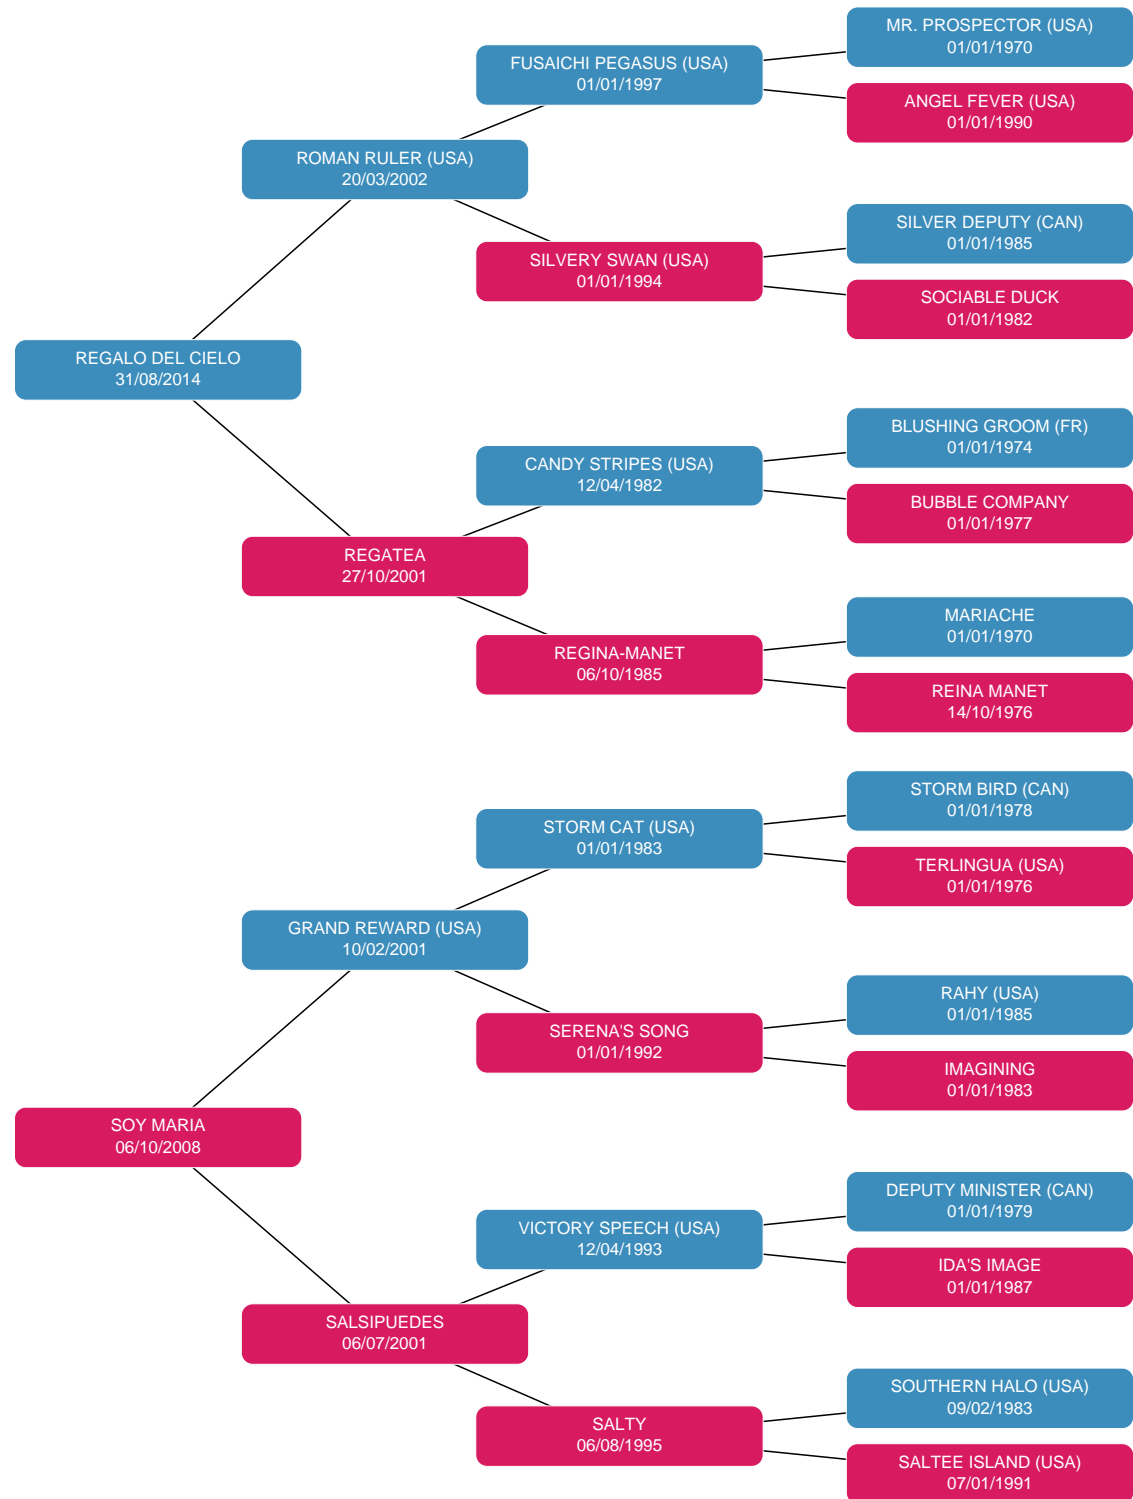 MR. PROSPECTOR (USA)
01/01/1970
FUSAICHI PEGASUS (USA)
01/01/1997
ANGEL FEVER (USA)
01/01/1990
ROMAN RULER (USA)
20/03/2002
SILVER DEPUTY (CAN)
01/01/1985
SILVERY SWAN (USA)
01/01/1994
SOCIABLE DUCK
01/01/1982
REGALO DEL CIELO
31/08/2014
BLUSHING GROOM (FR)
01/01/1974
CANDY STRIPES (USA)
12/04/1982
BUBBLE COMPANY
01/01/1977
REGATEA
27/10/2001
MARIACHE
01/01/1970
REGINA-MANET
06/10/1985
REINA MANET
14/10/1976
STORM BIRD (CAN)
01/01/1978
STORM CAT (USA)
01/01/1983
TERLINGUA (USA)
01/01/1976
GRAND REWARD (USA)
10/02/2001
RAHY (USA)
01/01/1985
SERENA'S SONG
01/01/1992
IMAGINING
01/01/1983
SOY MARIA
06/10/2008
DEPUTY MINISTER (CAN)
01/01/1979
VICTORY SPEECH (USA)
12/04/1993
IDA'S IMAGE
01/01/1987
SALSIPUEDES
06/07/2001
SOUTHERN HALO (USA)
09/02/1983
SALTY
06/08/1995
SALTEE ISLAND (USA)
07/01/1991